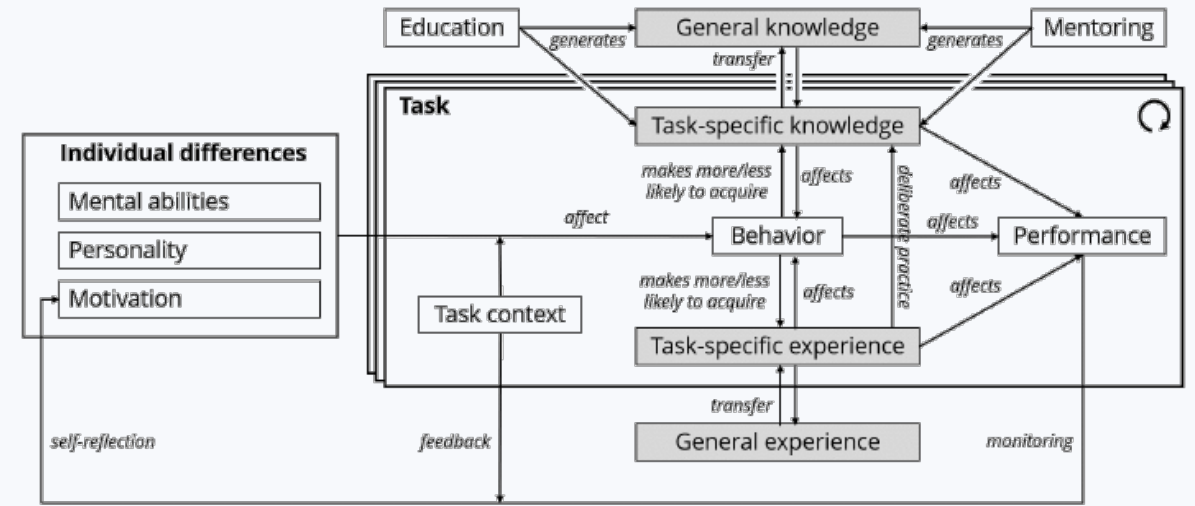 Education
General knowledge
Mentoring
generates
generates
transfer
Task
Task-specific knowledge
Individual differences
Mental abilities
Personality
Motivation
makes more/less
likely to acquire
affects
deliberate practice
affects
affect
Behavior
affects
Performance
makes more/less
likely to acquire
affects
affects
Task context
Task-specific experience
transfer
self-reflection
feedback
General experience
monitoring